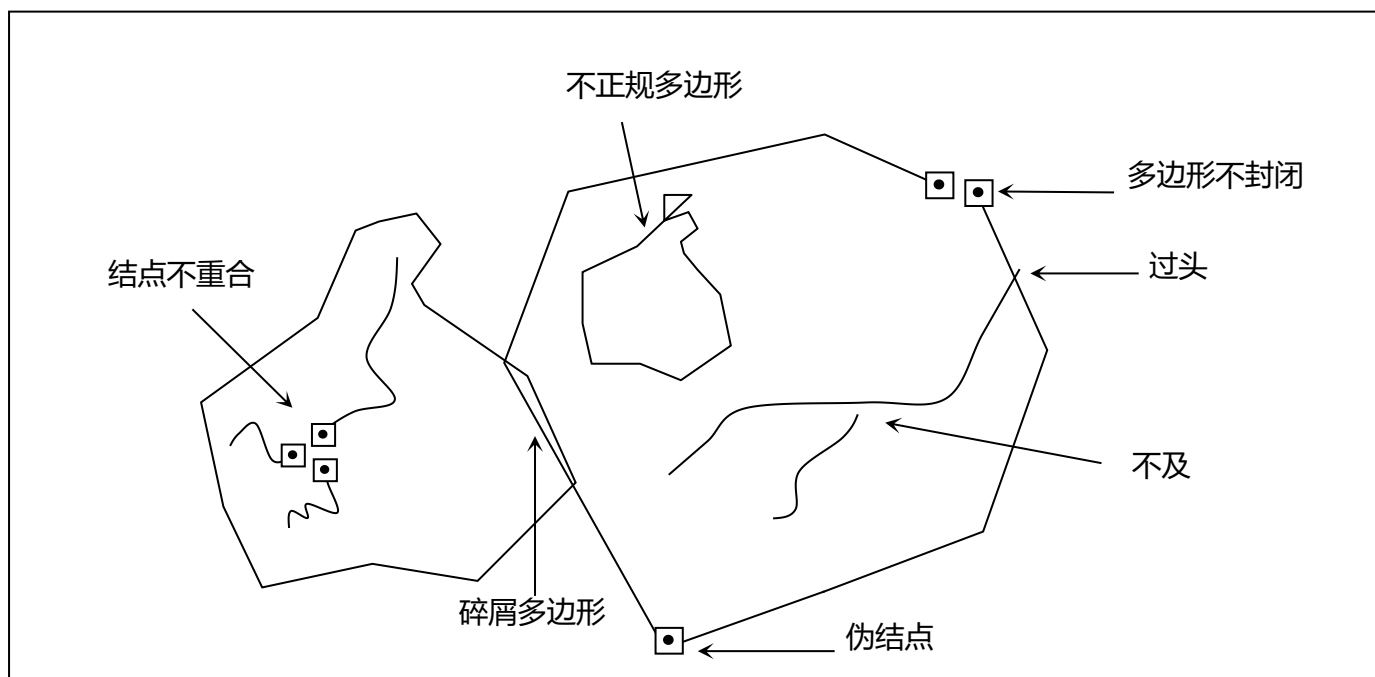 不正规多边形
多边形不封闭
过头
结点不重合
不及
碎屑多边形
伪结点